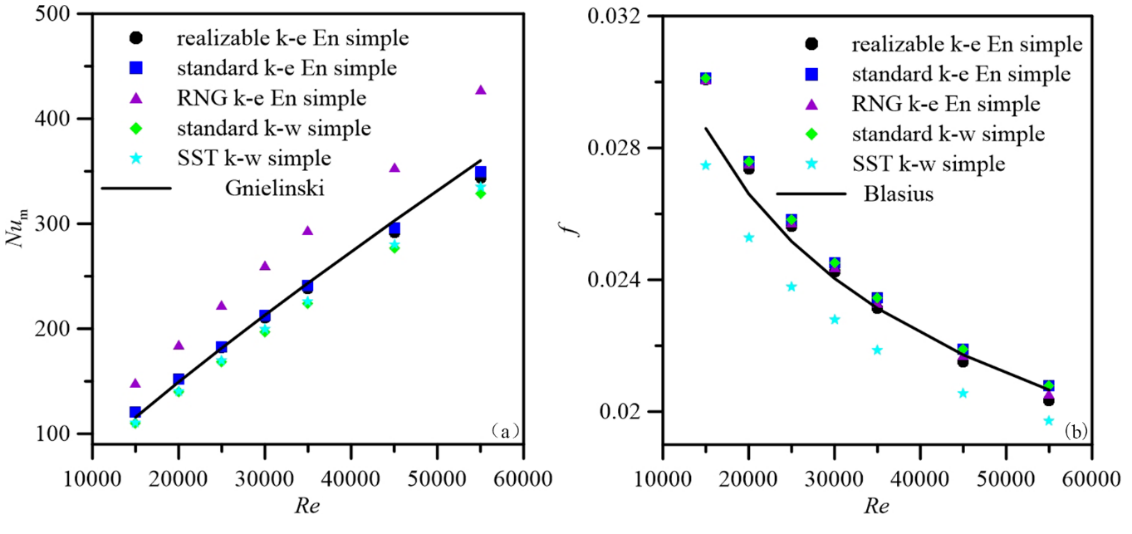 500
400
300
200
100
Nuₘ
realizable k-e En simple
standard k-e En simple
RNG k-e En simple
standard k-w simple
SST k-w simple
Gnielinski
(a)
10000 20000 30000 40000 50000 60000
Re
0.032
0.028
0.024
0.02
f
realizable k-e En simple
standard k-e En simple
RNG k-e En simple
standard k-w simple
SST k-w simple
Blasius
(b)
10000 20000 30000 40000 50000 60000
Re